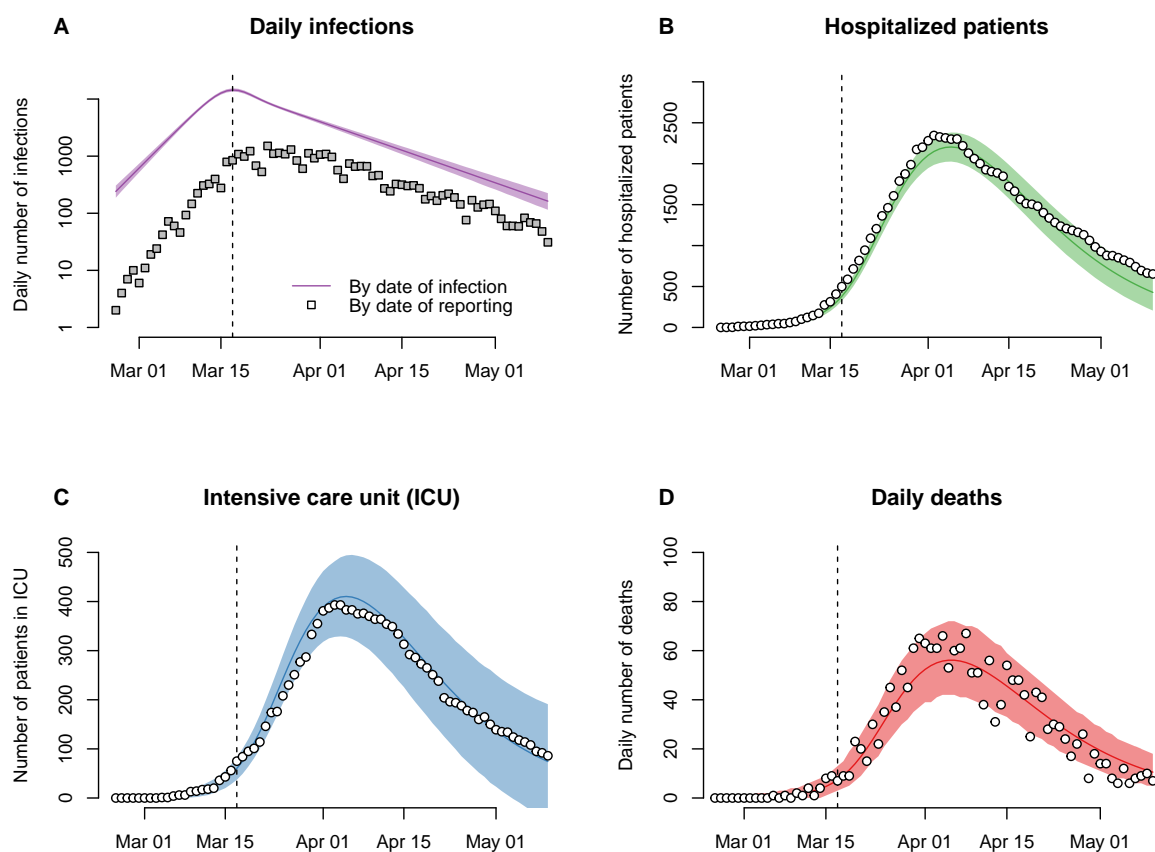 A
Daily infections
Daily number of infections
1
10
100
1000
By date of infection
By date of reporting
Mar 01
Mar 15
Apr 01
Apr 15
May 01
B
Hospitalized patients
Number of hospitalized patients
0
500
1500
2500
Mar 01
Mar 15
Apr 01
Apr 15
May 01
C
Intensive care unit (ICU)
Number of patients in ICU
0
100
200
300
400
500
Mar 01
Mar 15
Apr 01
Apr 15
May 01
D
Daily deaths
Daily number of deaths
0
20
40
60
80
100
Mar 01
Mar 15
Apr 01
Apr 15
May 01